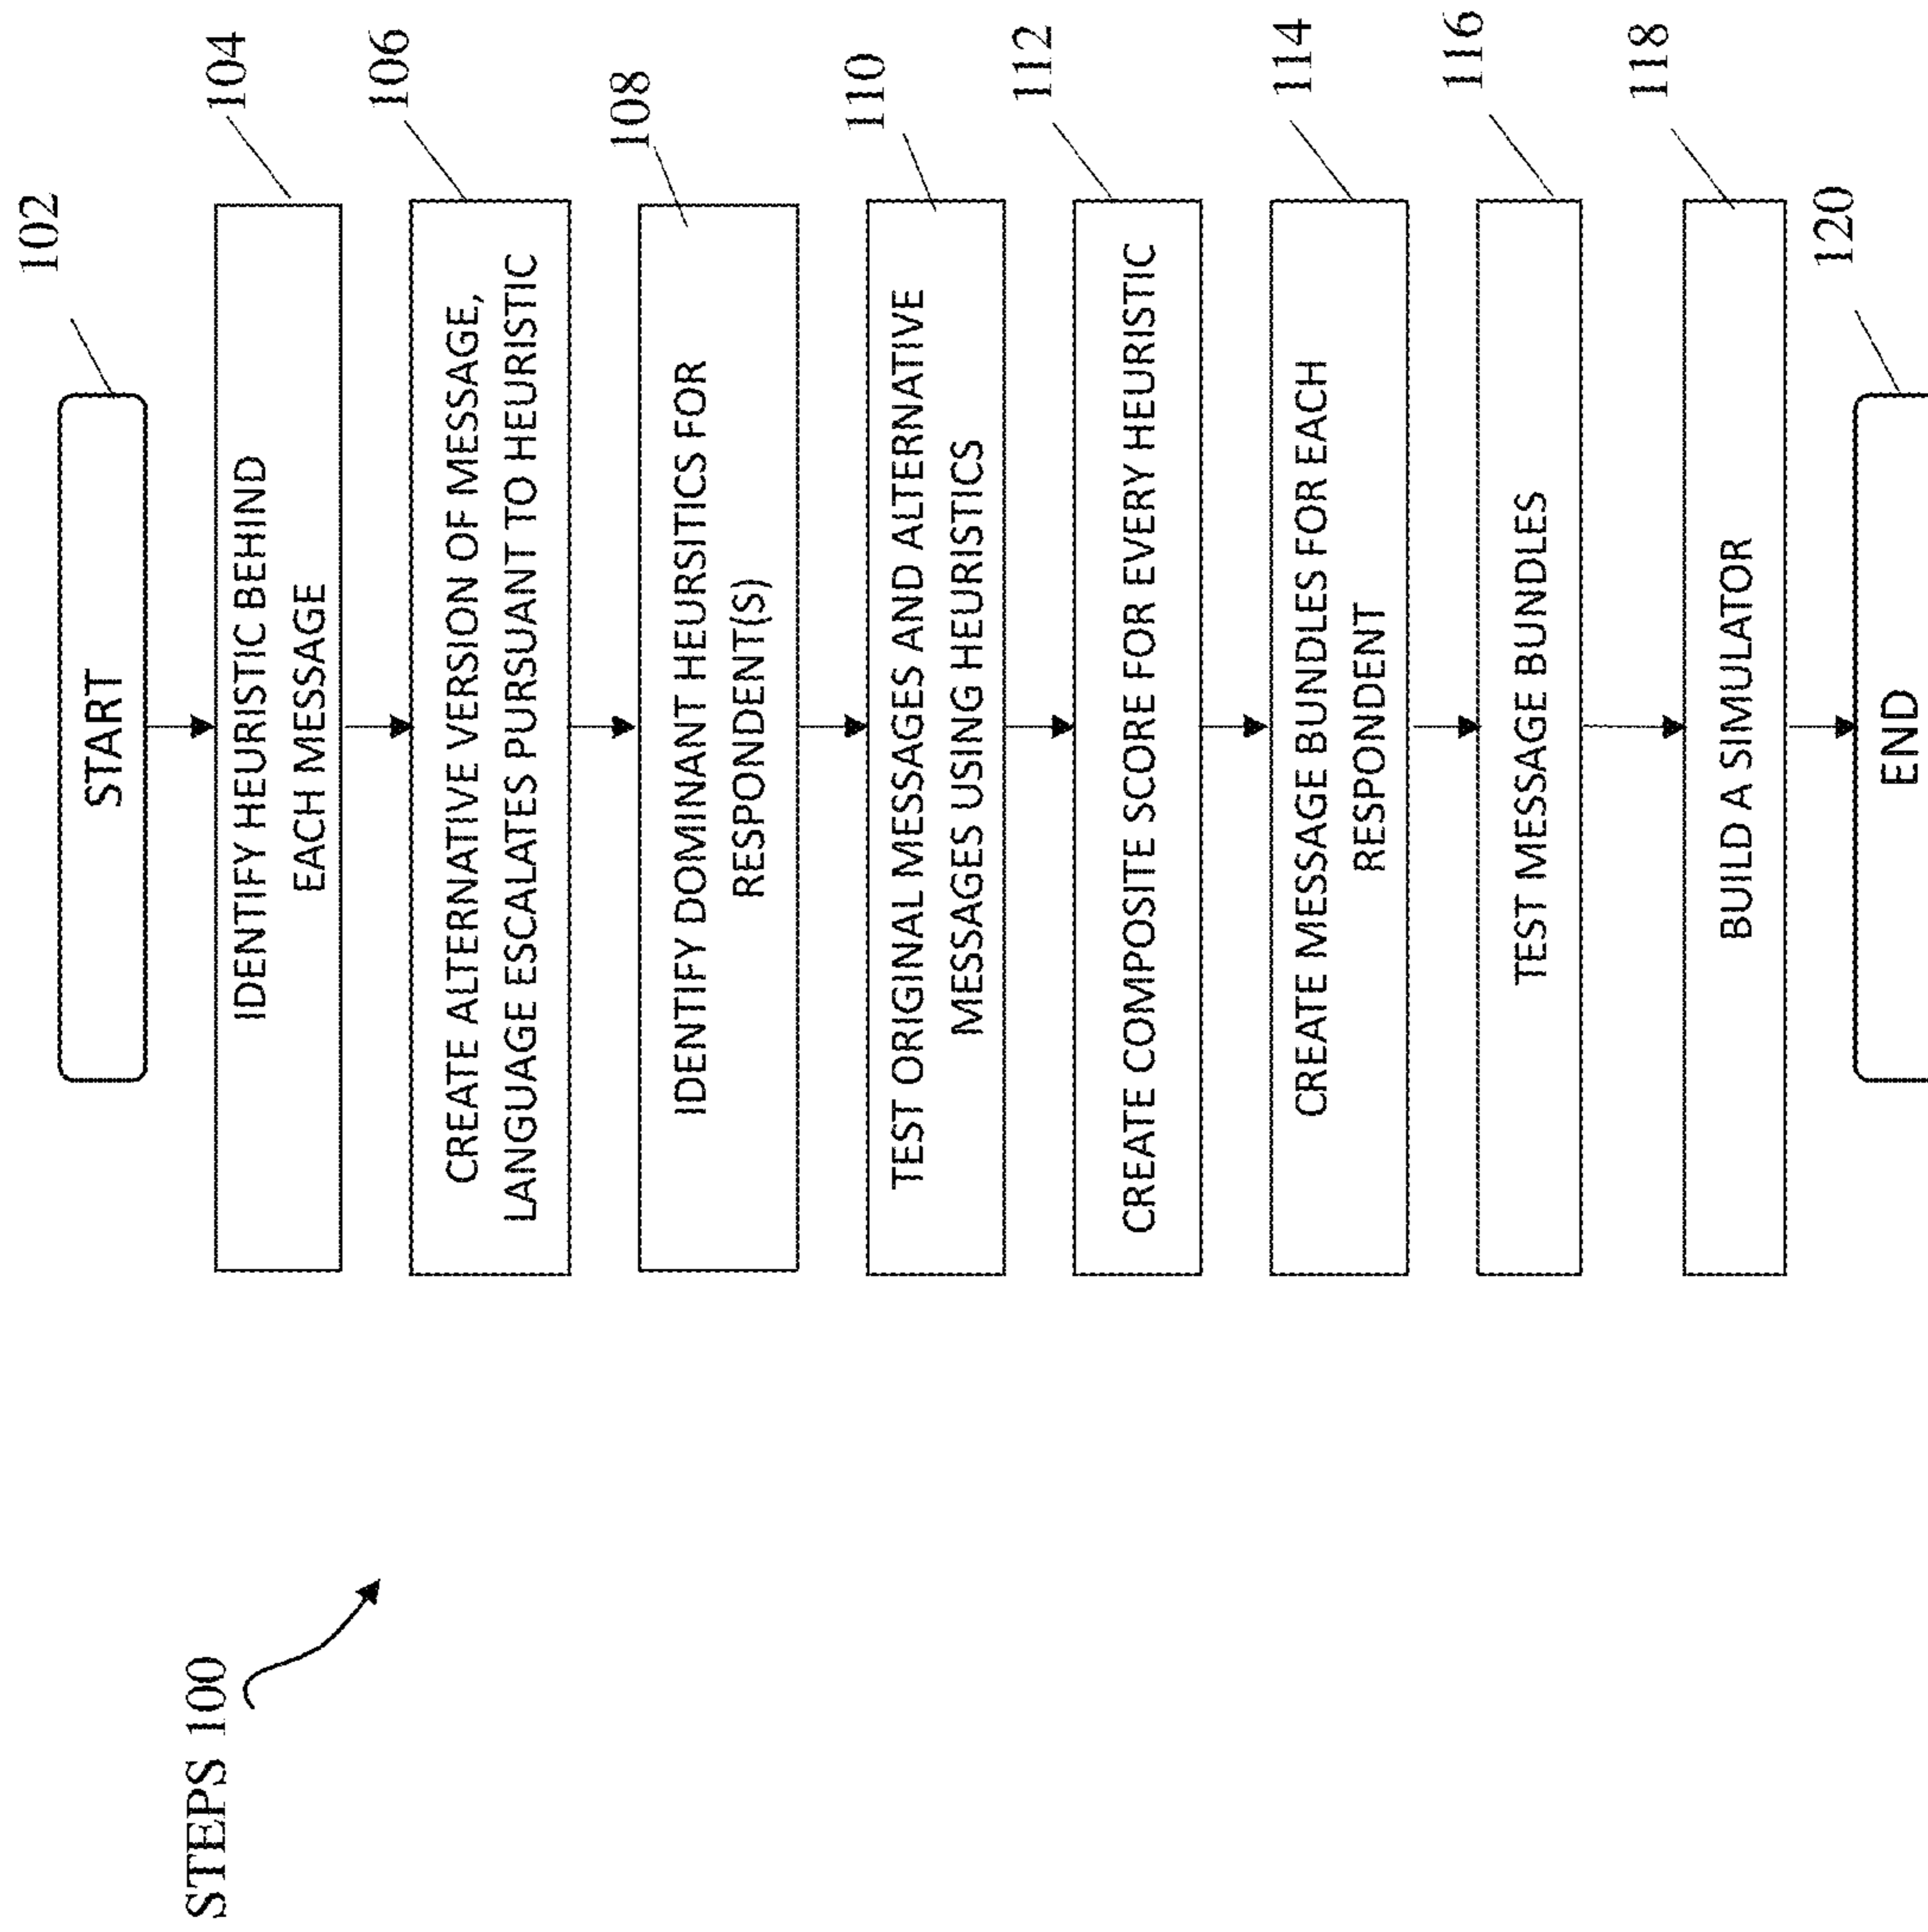 STEPS 100
START
102
IDENTIFY HEURISTIC BEHIND
EACH MESSAGE
104
CREATE ALTERNATIVE VERSION OF MESSAGE,
LANGUAGE ESCALATES PURSUANT TO HEURISTIC
106
IDENTIFY DOMINANT HEURSITICS FOR
RESPONDENT(S)
108
TEST ORIGINAL MESSAGES AND ALTERNATIVE
MESSAGES USING HEURISTICS
110
CREATE COMPOSITE SCORE FOR EVERY HEURISTIC
112
CREATE MESSAGE BUNDLES FOR EACH
RESPONDENT
114
TEST MESSAGE BUNDLES
116
BUILD A SIMULATOR
118
END
120